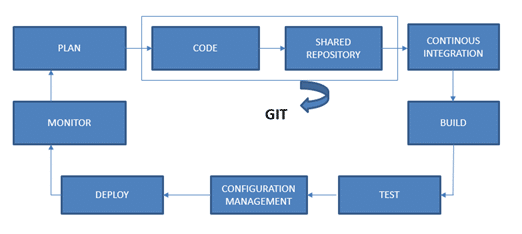 PLAN
CODE
SHARED
REPOSITORY
CONTINOUS
INTEGRATION
GIT
MONITOR
BUILD
DEPLOY
CONFIGURATION
MANAGEMENT
TEST